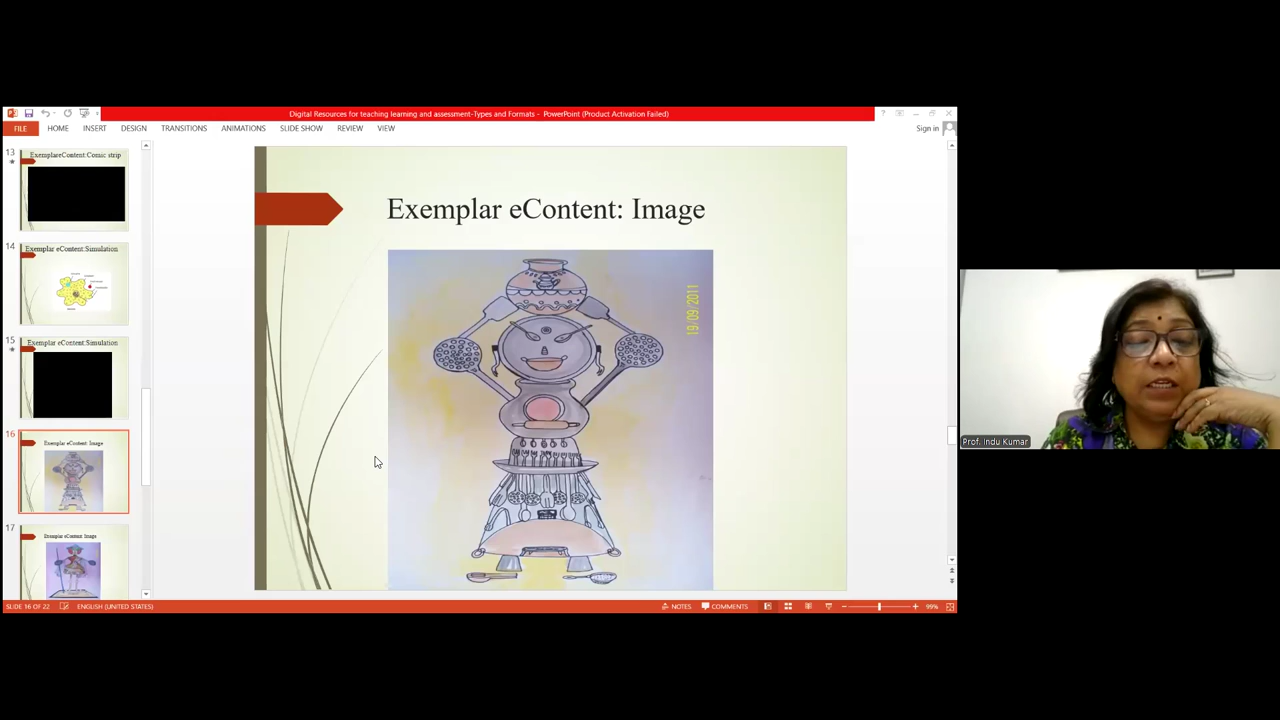 Digital Resources for teaching learning and assessment-Types and Formats - PowerPoint (Product Activation Failed)
FILE HOME INSERT DESIGN TRANSITIONS ANIMATIONS SLIDE SHOW REVIEW VIEW
Sign in
13
ExemplareContent:Comic strip
14
Exemplar eContent:Simulation
15
Exemplar eContent:Simulation
16
Exemplar eContent: Image
17
Exemplar eContent: Image
Exemplar eContent: Image
19/09/2011
Prof. Indu Kumar
SLIDE 16 OF 22 ENGLISH (UNITED STATES) NOTES COMMENTS 99%